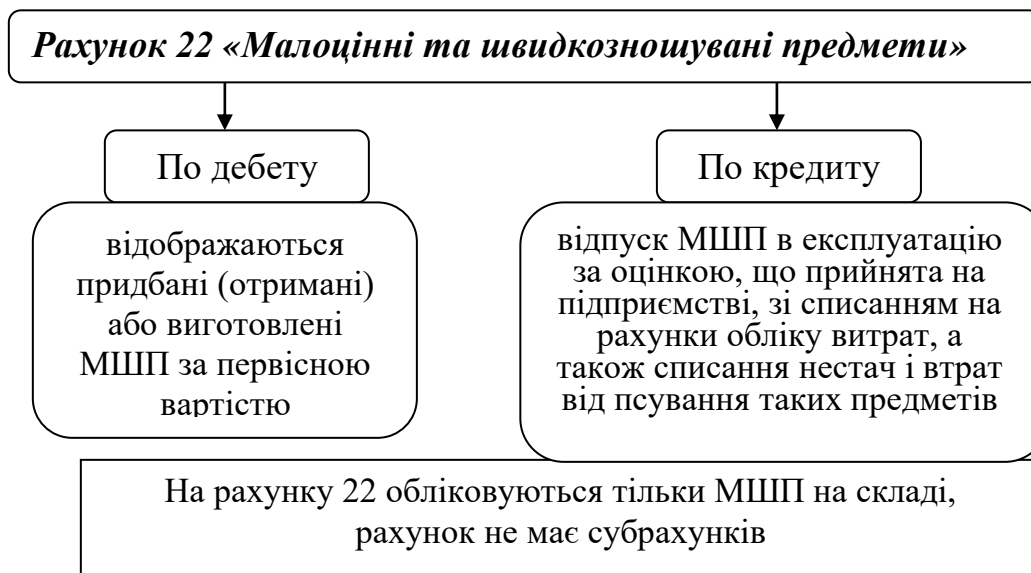 Рахунок 22 «Малоцінні та швидкозношувані предмети»
По дебету
відображаються
придбані (отримані)
або виготовлені
МШП за первісною
вартістю
По кредиту
відпуск МШП в експлуатацію
за оцінкою, що прийнята на
підприємстві, зі списанням на
рахунки обліку витрат, а
також списання нестач і втрат
від псування таких предметів
На рахунку 22 обліковуються тільки МШП на складі,
рахунок не має субрахунків